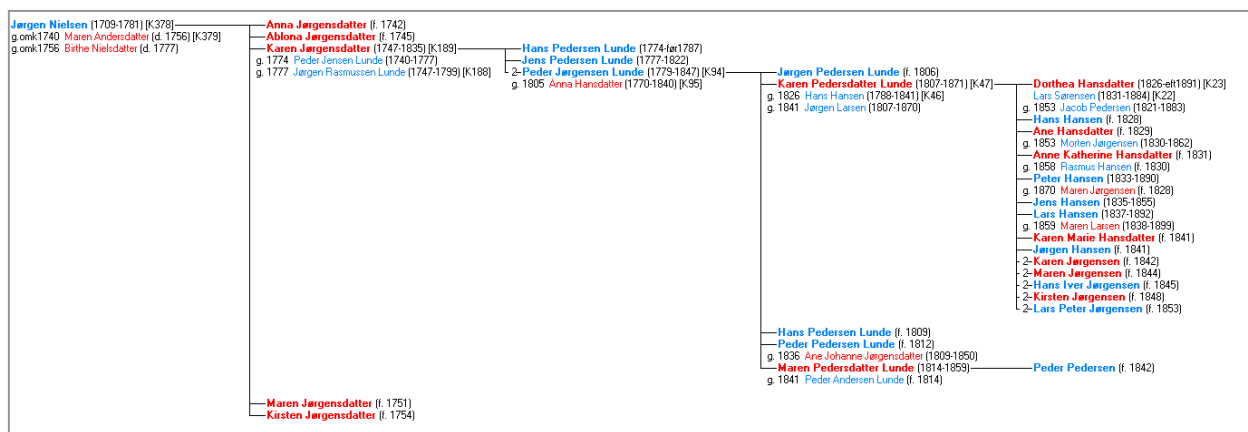 Jørgen Nielsen (1709-1781) [K378]
g.omk1740 Maren Andersdatter (d. 1756) [K379]
g.omk1756 Birthe Nielsdatter (d. 1777)
Anna Jørgensdatter (f. 1742)
Ablona Jørgensdatter (f. 1745)
Karen Jørgensdatter (1747-1835) [K189]
g. 1774 Peder Jensen Lunde (1740-1777)
g. 1777 Jørgen Rasmussen Lunde (1747-1799) [K188]
Hans Pedersen Lunde (1774-før1787)
Jens Pedersen Lunde (1777-1822)
2-Peder Jørgensen Lunde (1779-1847) [K94]
g. 1805 Anna Hansdatter (1770-1840) [K95]
Jørgen Pedersen Lunde (f. 1806)
Karen Pedersdatter Lunde (1807-1871) [K47]
g. 1826 Hans Hansen (1788-1841) [K46]
g. 1841 Jørgen Larsen (1807-1870)
Dorthea Hansdatter (1826-eft1891) [K23]
Lars Sørensen (1831-1884) [K22]
g. 1853 Jacob Pedersen (1821-1883)
Hans Hansen (f. 1828)
Ane Hansdatter (f. 1829)
g. 1853 Morten Jørgensen (1830-1862)
Anne Katherine Hansdatter (f. 1831)
g. 1858 Rasmus Hansen (f. 1830)
Peter Hansen (1833-1890)
g. 1870 Maren Jørgensen (f. 1828)
Jens Hansen (1835-1855)
Lars Hansen (1837-1892)
g. 1859 Maren Larsen (1838-1899)
Karen Marie Hansdatter (f. 1841)
Jørgen Hansen (f. 1841)
2-Karen Jørgensen (f. 1842)
2-Maren Jørgensen (f. 1844)
2-Hans Iver Jørgensen (f. 1845)
2-Kirsten Jørgensen (f. 1848)
2-Lars Peter Jørgensen (f. 1853)
Hans Pedersen Lunde (f. 1809)
Peder Pedersen Lunde (f. 1812)
g. 1836 Ane Johanne Jørgensdatter (1809-1850)
Maren Pedersdatter Lunde (1814-1859)
g. 1841 Peder Andersen Lunde (f. 1814)
Peder Pedersen (f. 1842)
Maren Jørgensdatter (f. 1751)
Kirsten Jørgensdatter (f. 1754)